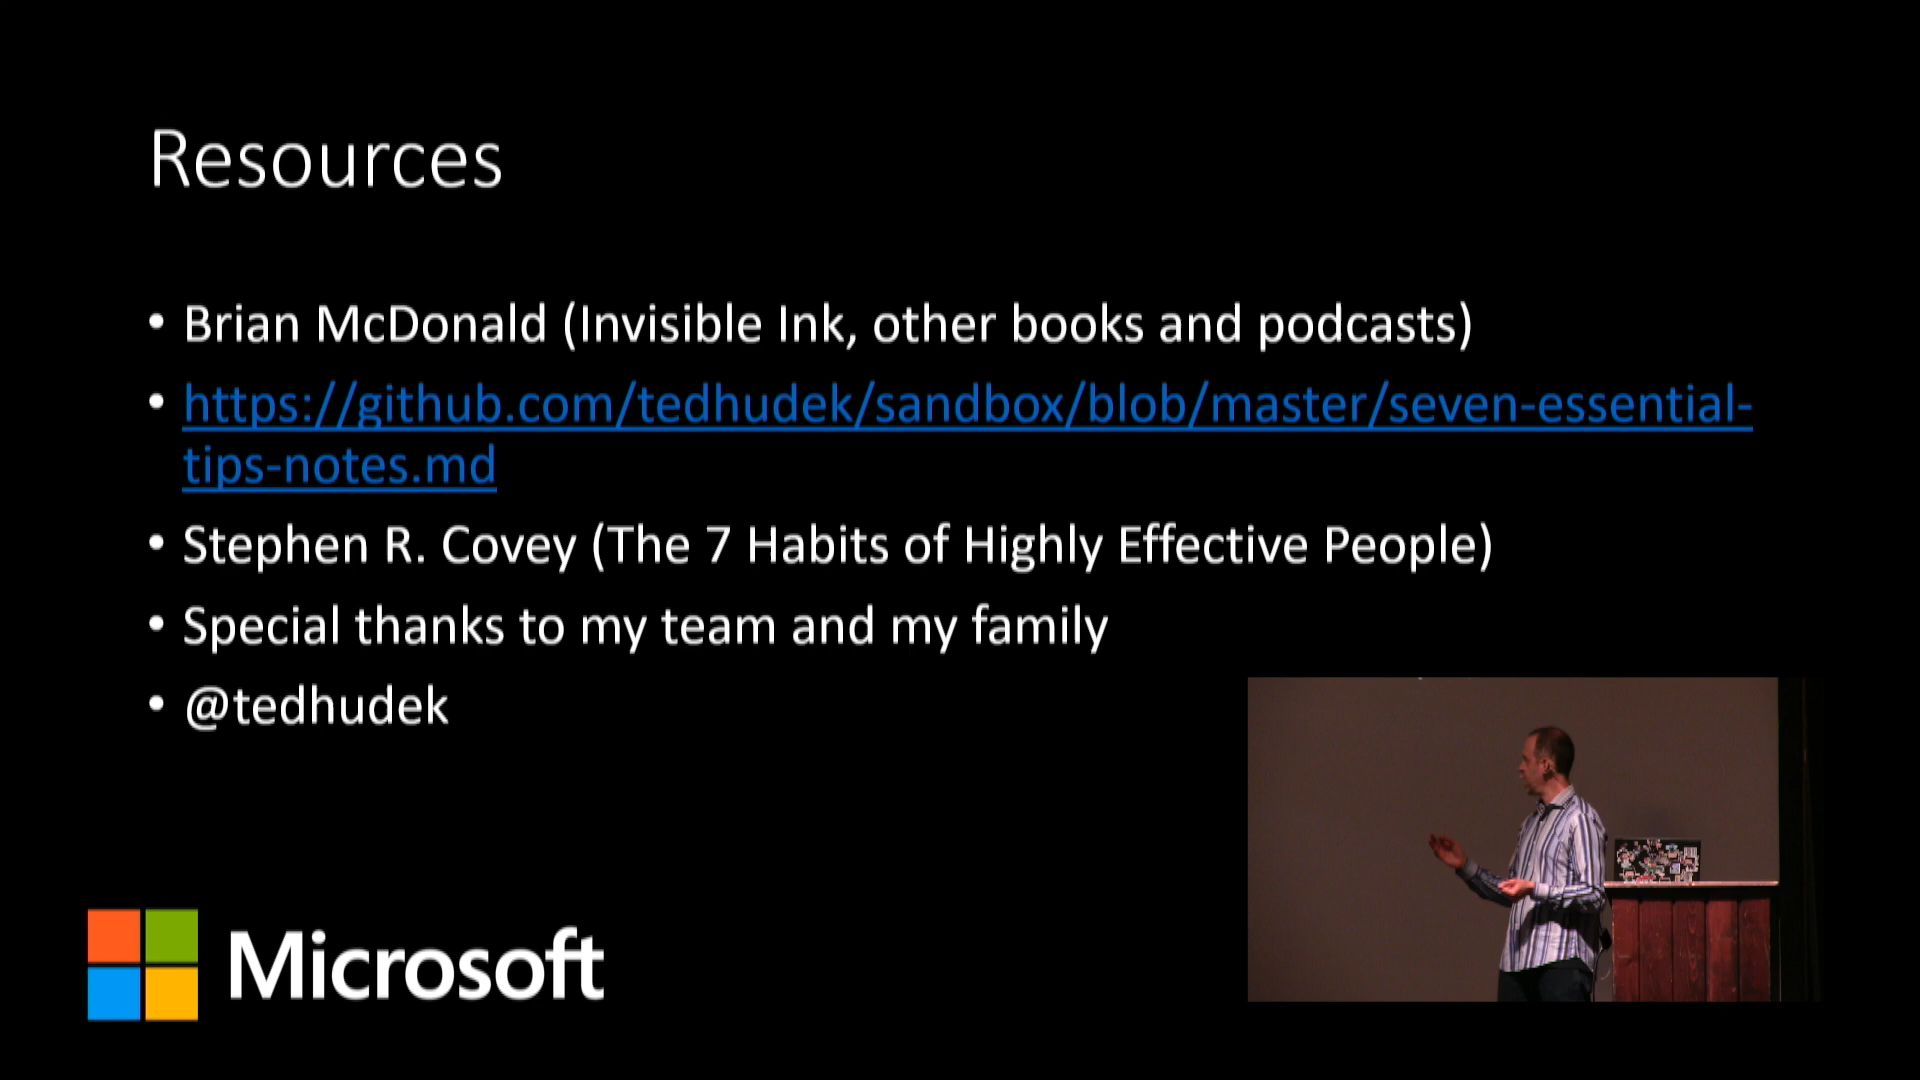 Resources
• Brian McDonald (Invisible Ink, other books and podcasts)
• https://github.com/tedhudek/sandbox/blob/master/seven-essential-
tips-notes.md
• Stephen R. Covey (The 7 Habits of Highly Effective People)
• Special thanks to my team and my family
• @tedhudek
Microsoft